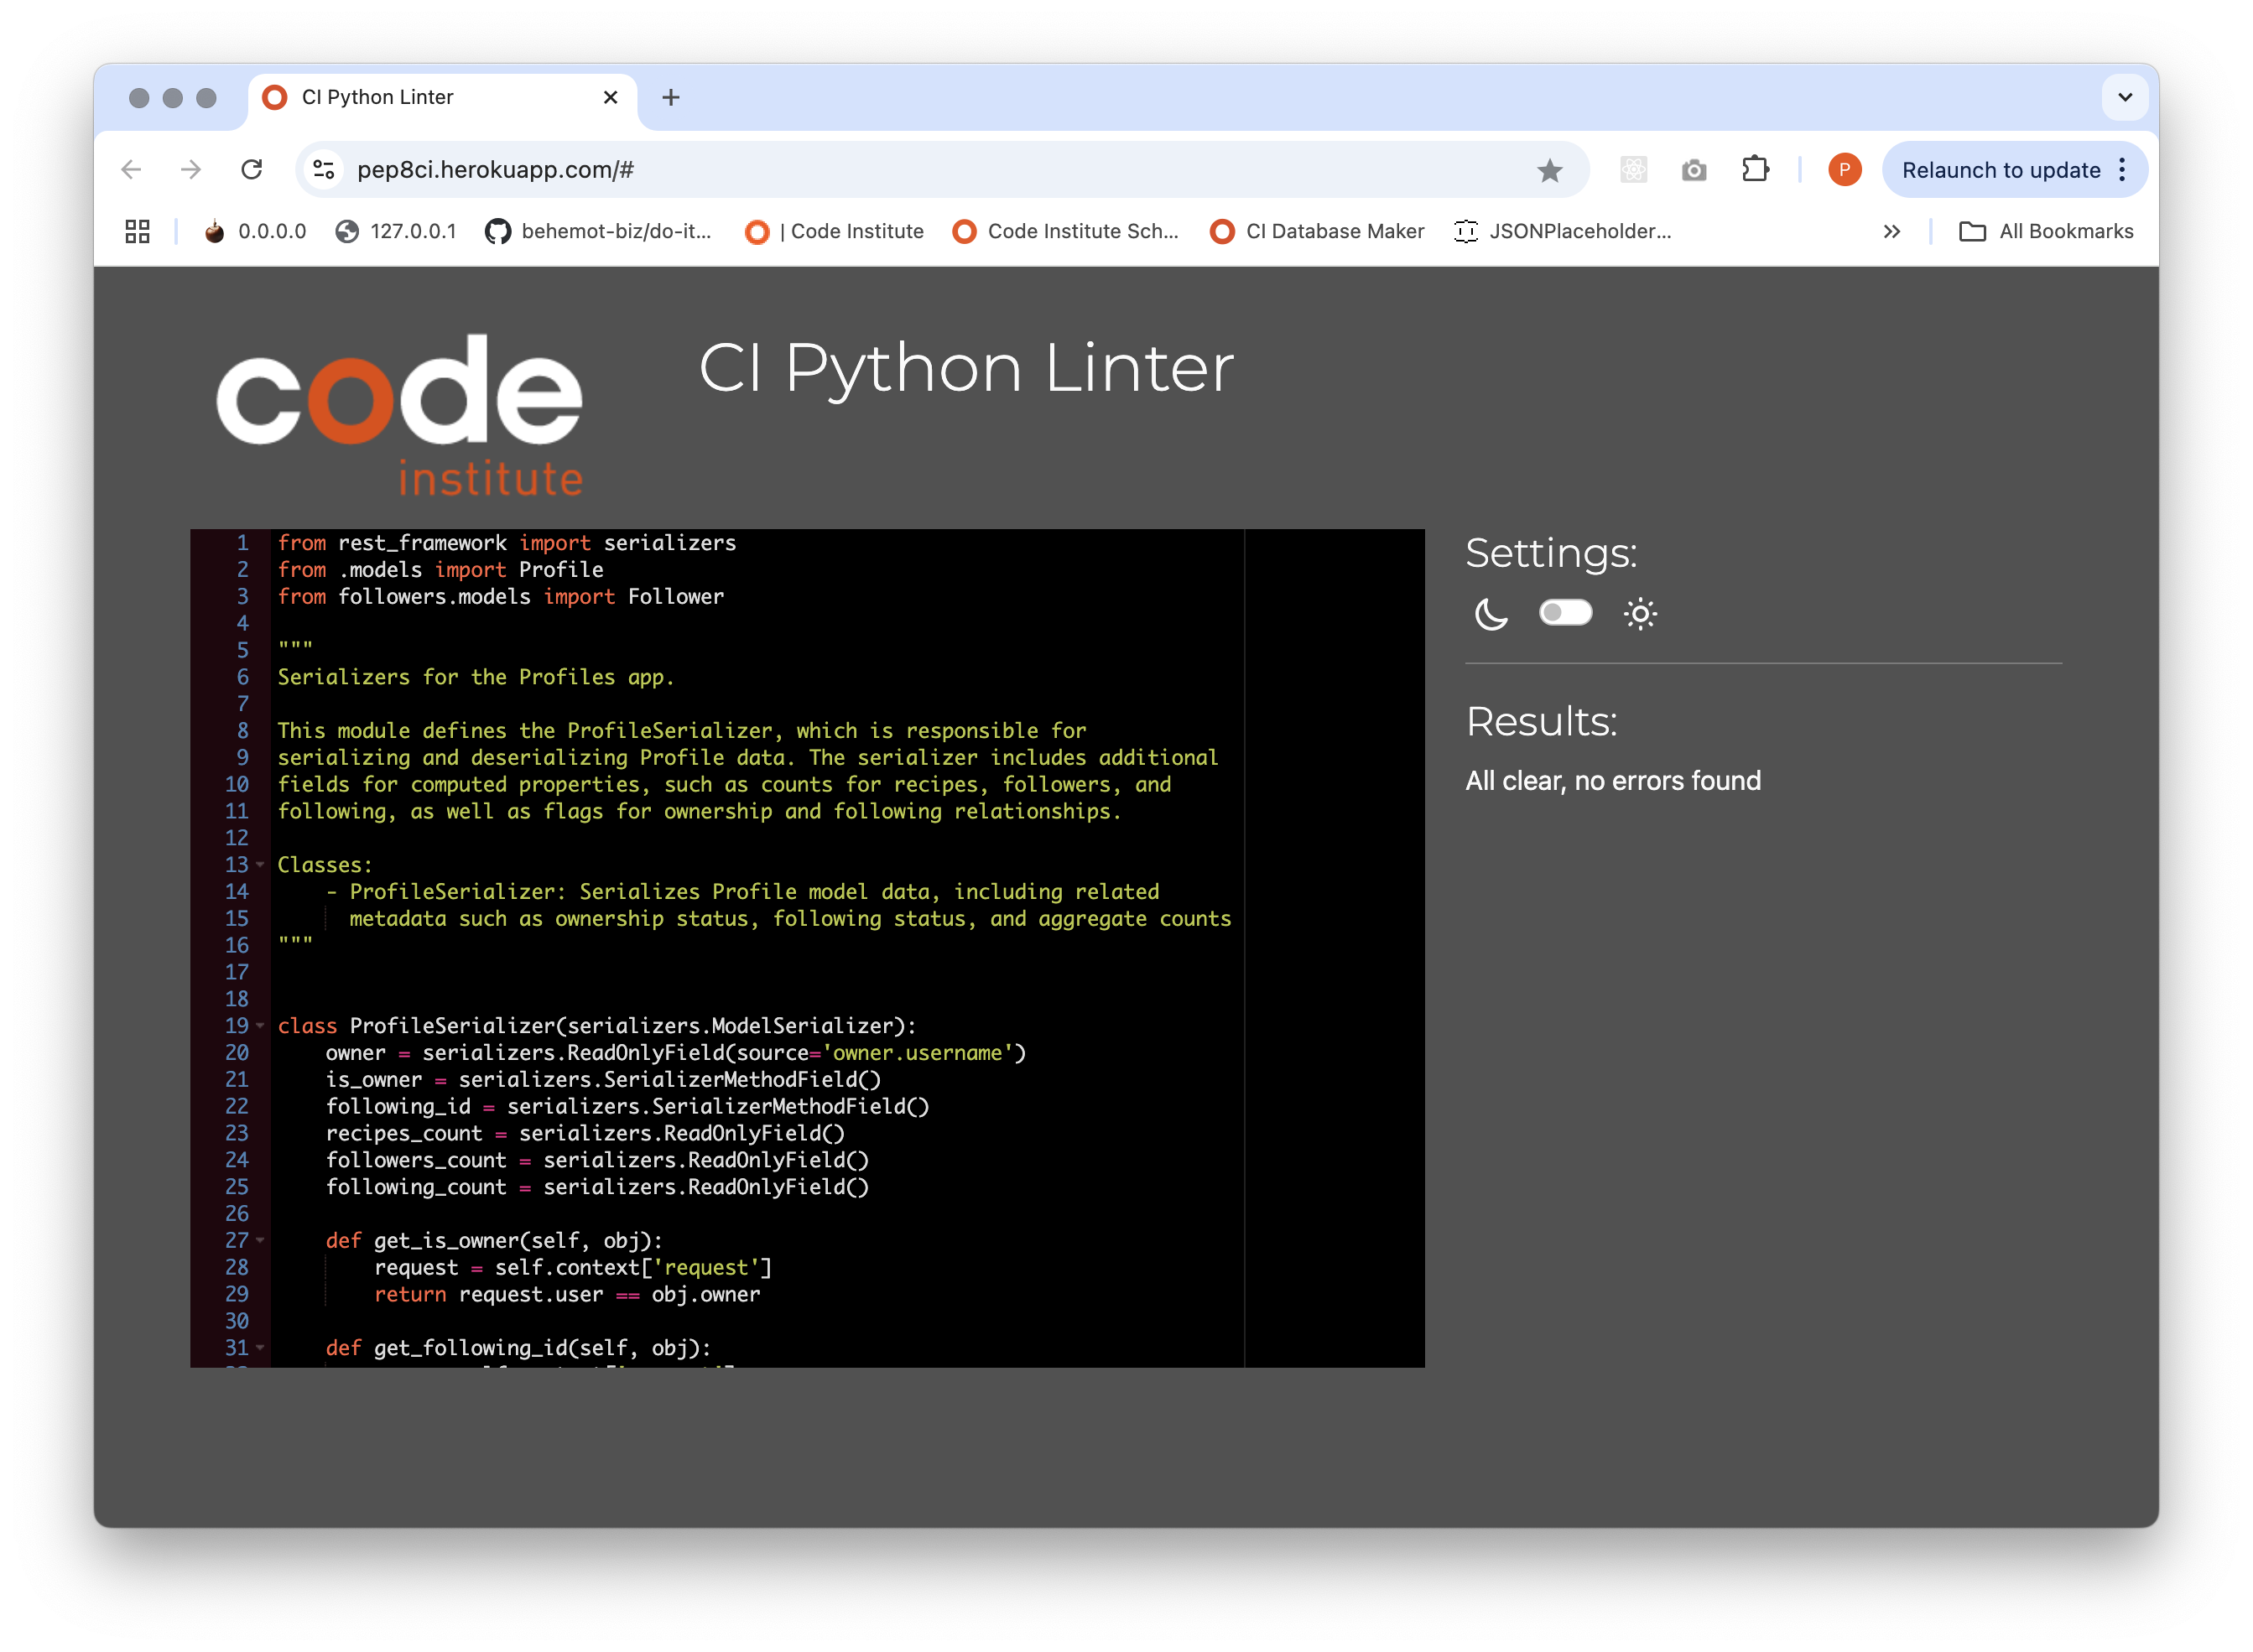 CI Python Linter
pep8ci.herokuapp.com/#
P
Relaunch to update
0.0.0.0
127.0.0.1
behemot-biz/do-it...
| Code Institute
Code Institute Sch...
CI Database Maker
JSONPlaceholder...
All Bookmarks
code
institute
CI Python Linter
1 from rest_framework import serializers
2 from .models import Profile
3 from followers.models import Follower
4
5 """
6 Serializers for the Profiles app.
7
8 This module defines the ProfileSerializer, which is responsible for
9 serializing and deserializing Profile data. The serializer includes additional
10 fields for computed properties, such as counts for recipes, followers, and
11 following, as well as flags for ownership and following relationships.
12
13 Classes:
14     - ProfileSerializer: Serializes Profile model data, including related
15       metadata such as ownership status, following status, and aggregate counts
16 """
17
18
19 class ProfileSerializer(serializers.ModelSerializer):
20     owner = serializers.ReadOnlyField(source='owner.username')
21     is_owner = serializers.SerializerMethodField()
22     following_id = serializers.SerializerMethodField()
23     recipes_count = serializers.ReadOnlyField()
24     followers_count = serializers.ReadOnlyField()
25     following_count = serializers.ReadOnlyField()
26
27     def get_is_owner(self, obj):
28         request = self.context['request']
29         return request.user == obj.owner
30
31     def get_following_id(self, obj):
Settings:
Results:
All clear, no errors found